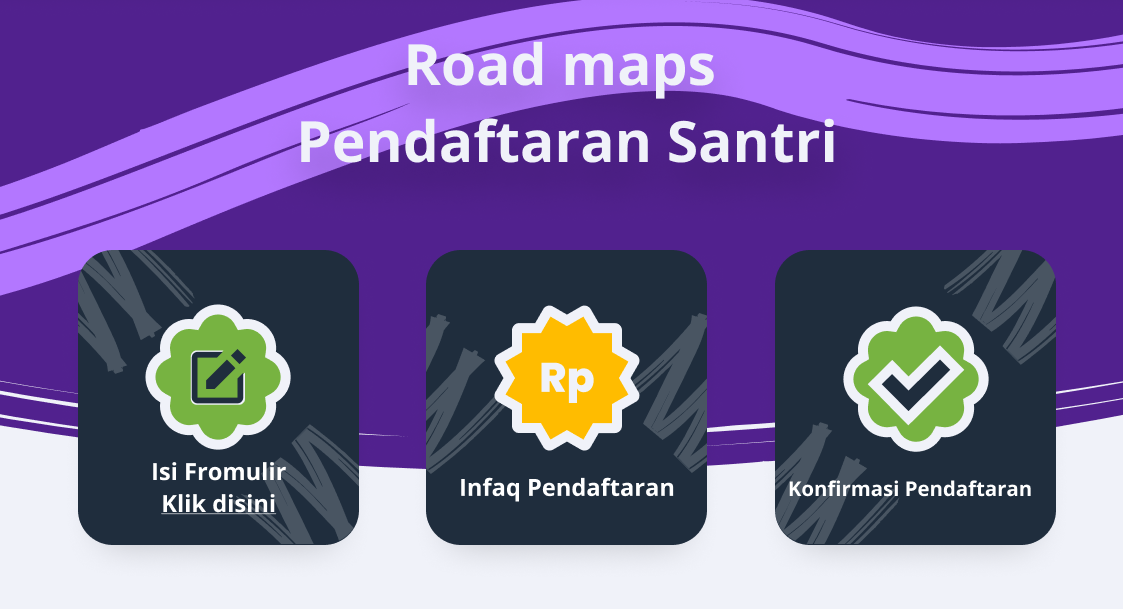 Road maps
Pendaftaran Santri
Isi Fromulir
Klik disini
Rp
Infaq Pendaftaran
Konfirmasi Pendaftaran